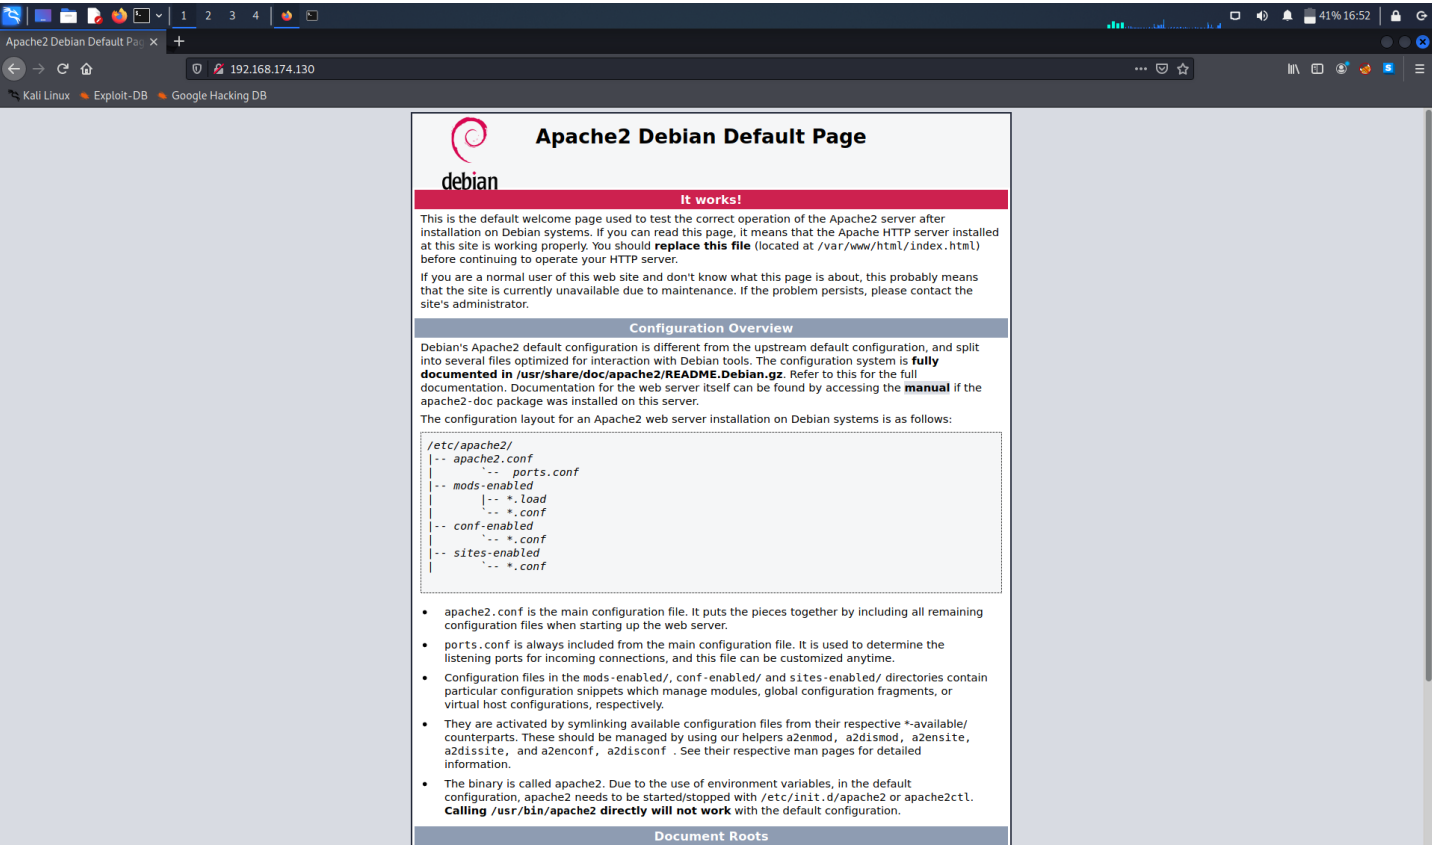 1 2 3 4 41% 16:52
Apache2 Debian Default Pag
192.168.174.130
Kali Linux Exploit-DB Google Hacking DB
Apache2 Debian Default Page
debian
It works!
This is the default welcome page used to test the correct operation of the Apache2 server after
installation on Debian systems. If you can read this page, it means that the Apache HTTP server installed
at this site is working properly. You should replace this file (located at /var/www/html/index.html)
before continuing to operate your HTTP server.
If you are a normal user of this web site and don't know what this page is about, this probably means
that the site is currently unavailable due to maintenance. If the problem persists, please contact the
site's administrator.
Configuration Overview
Debian's Apache2 default configuration is different from the upstream default configuration, and split
into several files optimized for interaction with Debian tools. The configuration system is fully
documented in /usr/share/doc/apache2/README.Debian.gz. Refer to this for the full
documentation. Documentation for the web server itself can be found by accessing the manual if the
apache2-doc package was installed on this server.
The configuration layout for an Apache2 web server installation on Debian systems is as follows:
/etc/apache2/
|-- apache2.conf
|       `--  ports.conf
|-- mods-enabled
|       |-- *.load
|       `-- *.conf
|-- conf-enabled
|       `-- *.conf
|-- sites-enabled
|       `-- *.conf
• apache2.conf is the main configuration file. It puts the pieces together by including all remaining
configuration files when starting up the web server.
• ports.conf is always included from the main configuration file. It is used to determine the
listening ports for incoming connections, and this file can be customized anytime.
• Configuration files in the mods-enabled/, conf-enabled/ and sites-enabled/ directories contain
particular configuration snippets which manage modules, global configuration fragments, or
virtual host configurations, respectively.
• They are activated by symlinking available configuration files from their respective *-available/
counterparts. These should be managed by using our helpers a2enmod, a2dismod, a2ensite,
a2dissite, and a2enconf, a2disconf . See their respective man pages for detailed
information.
• The binary is called apache2. Due to the use of environment variables, in the default
configuration, apache2 needs to be started/stopped with /etc/init.d/apache2 or apache2ctl.
Calling /usr/bin/apache2 directly will not work with the default configuration.
Document Roots